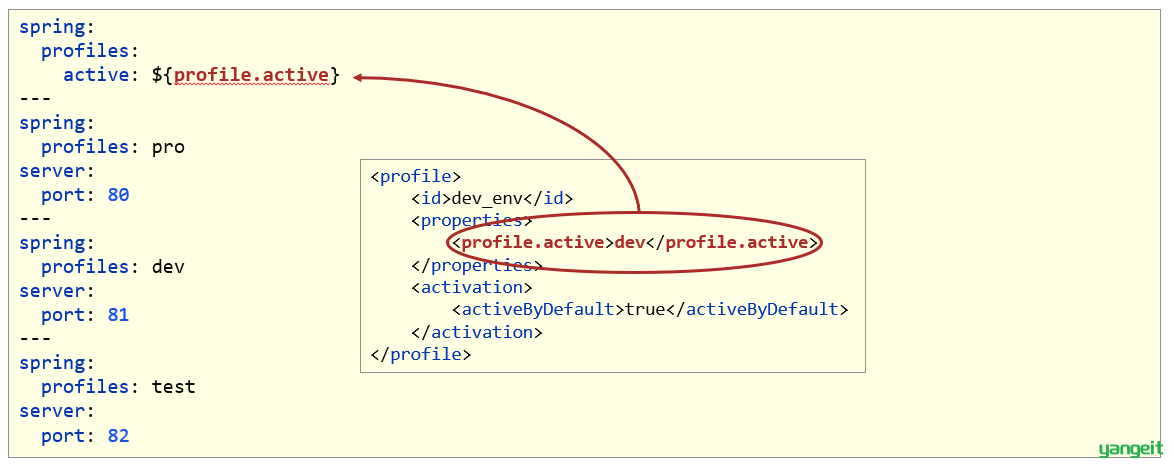 spring:
  profiles:
    active: ${profile.active}
---
spring:
  profiles: pro
server:
  port: 80
---
spring:
  profiles: dev
server:
  port: 81
---
spring:
  profiles: test
server:
  port: 82
<profile>
    <id>dev_env</id>
    <properties>
        <profile.active>dev</profile.active>
    </properties>
    <activation>
        <activeByDefault>true</activeByDefault>
    </activation>
</profile>
yangeit